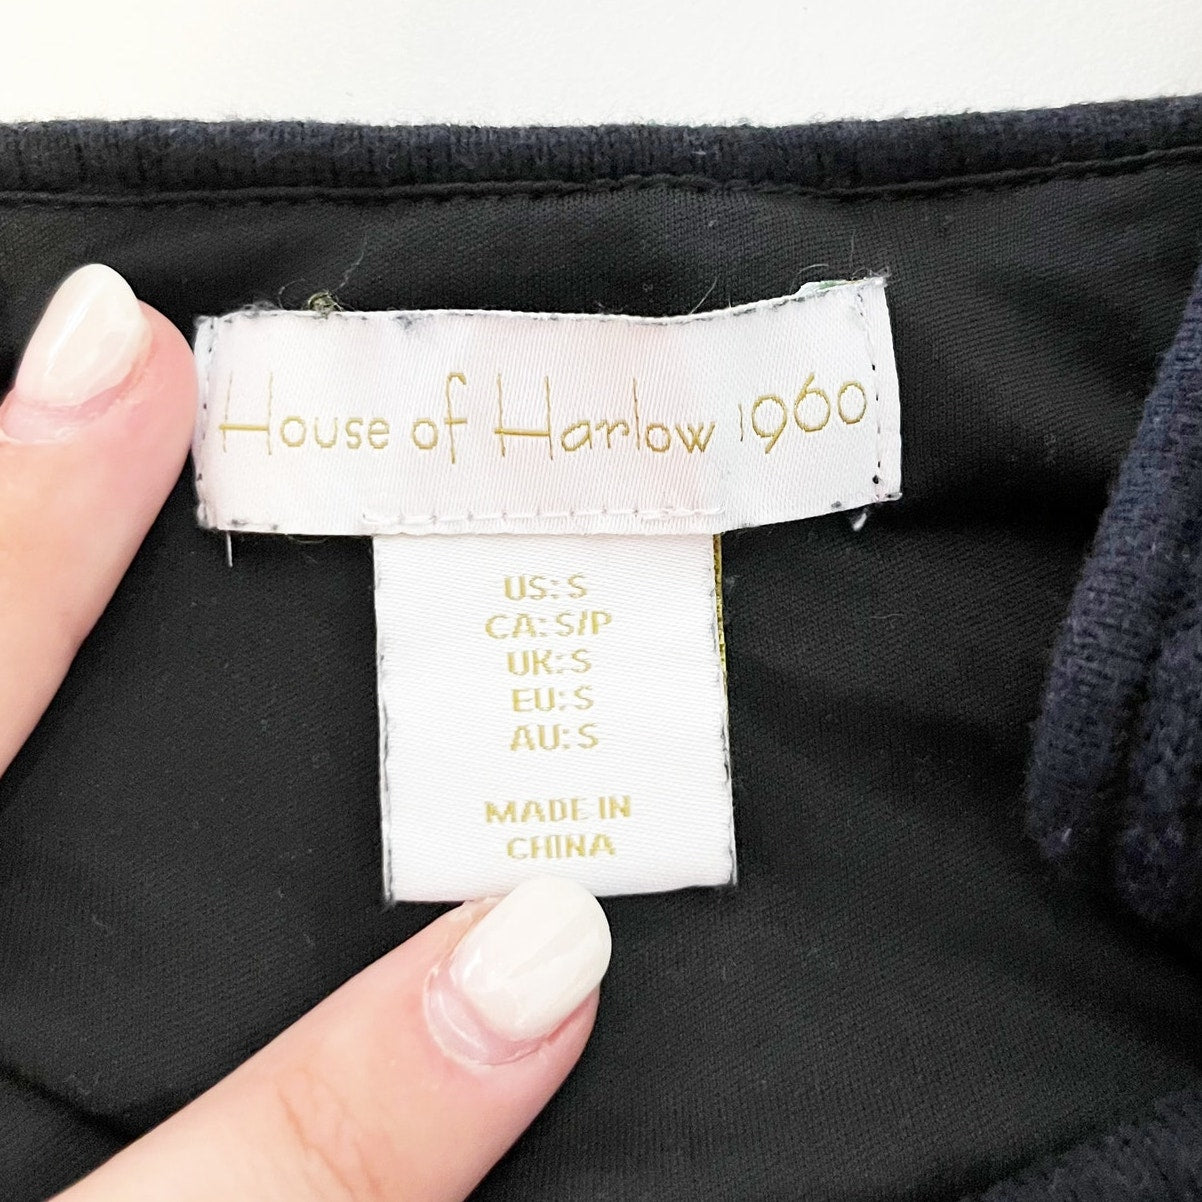 House of Harlow 1960
US: S
CA: S/P
UK: S
EU: S
AU: S
MADE IN
CHINA